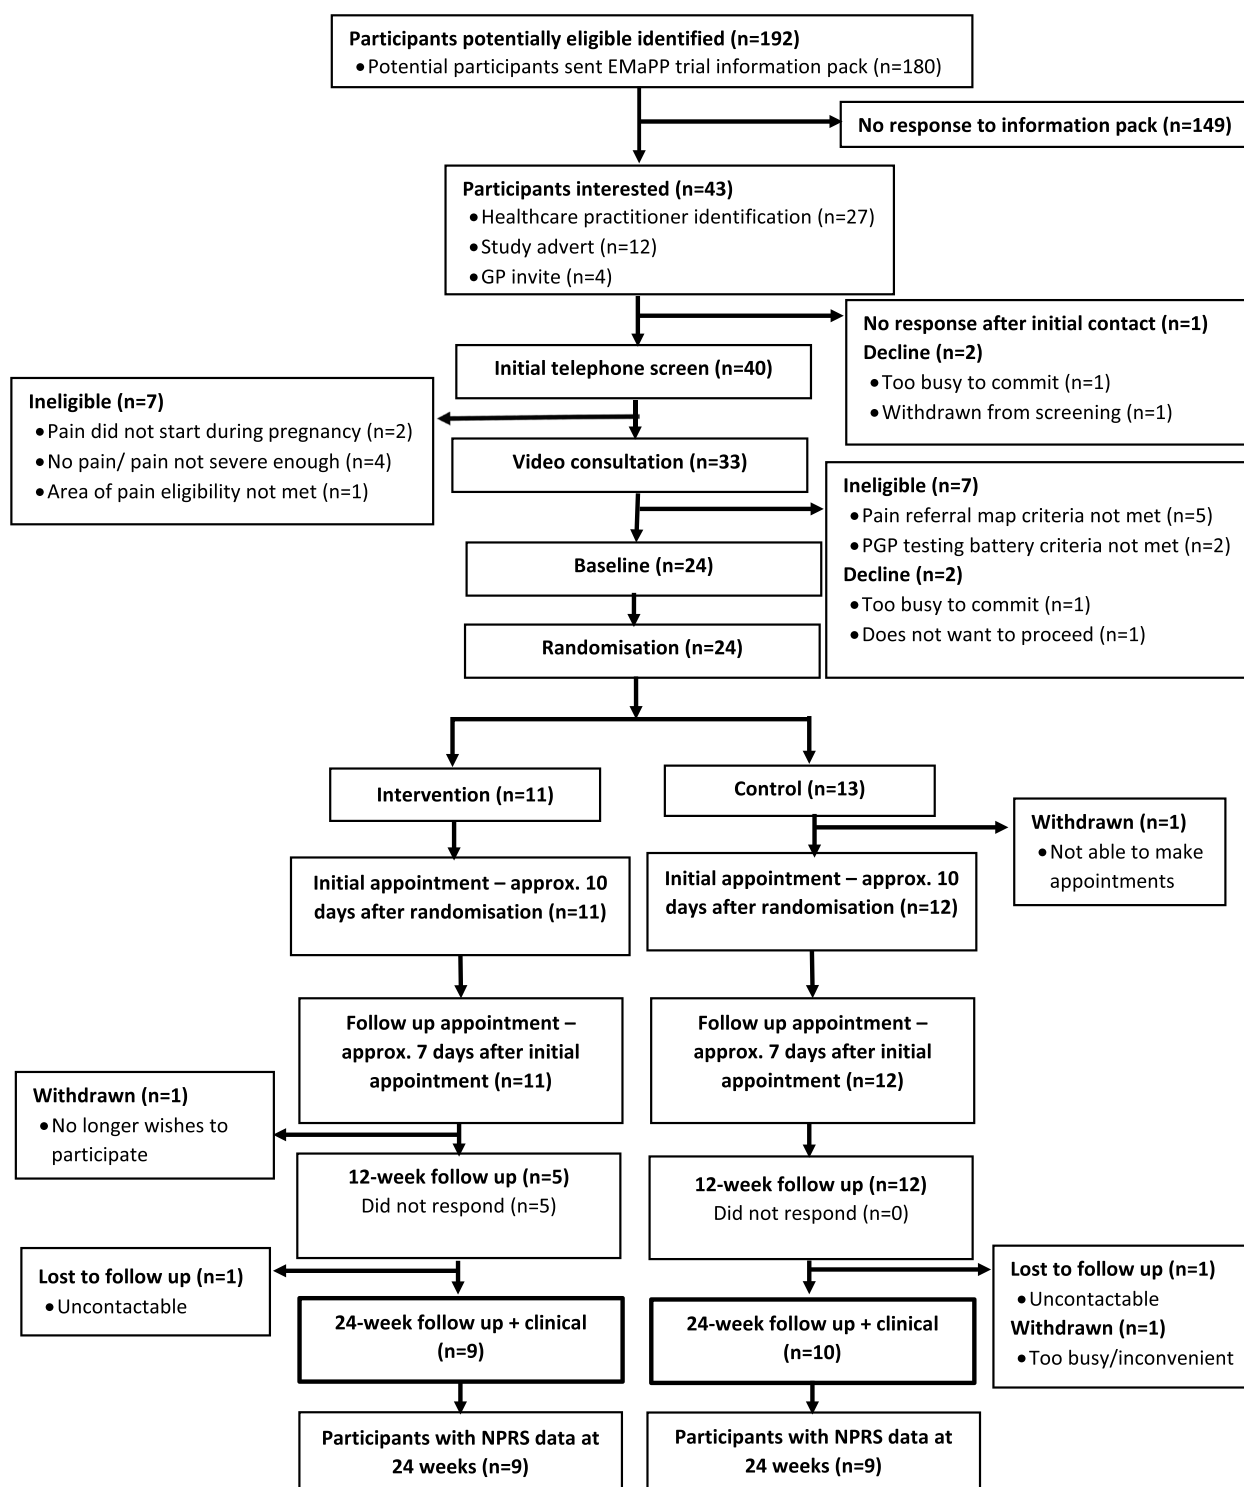 Participants potentially eligible identified (n=192)
•Potential participants sent EMaPP trial information pack (n=180)
No response to information pack (n=149)
Participants interested (n=43)
•Healthcare practitioner identification (n=27)
•Study advert (n=12)
•GP invite (n=4)
No response after initial contact (n=1)
Decline (n=2)
•Too busy to commit (n=1)
•Withdrawn from screening (n=1)
Initial telephone screen (n=40)
Ineligible (n=7)
•Pain did not start during pregnancy (n=2)
•No pain/ pain not severe enough (n=4)
•Area of pain eligibility not met (n=1)
Video consultation (n=33)
Ineligible (n=7)
•Pain referral map criteria not met (n=5)
•PGP testing battery criteria not met (n=2)
Decline (n=2)
•Too busy to commit (n=1)
•Does not want to proceed (n=1)
Baseline (n=24)
Randomisation (n=24)
Intervention (n=11)
Control (n=13)
Withdrawn (n=1)
•Not able to make
appointments
Initial appointment – approx. 10
days after randomisation (n=11)
Initial appointment – approx. 10
days after randomisation (n=12)
Follow up appointment –
approx. 7 days after initial
appointment (n=11)
Follow up appointment –
approx. 7 days after initial
appointment (n=12)
Withdrawn (n=1)
•No longer wishes to
participate
12-week follow up (n=5)
Did not respond (n=5)
12-week follow up (n=12)
Did not respond (n=0)
Lost to follow up (n=1)
•Uncontactable
Lost to follow up (n=1)
•Uncontactable
Withdrawn (n=1)
•Too busy/inconvenient
24-week follow up + clinical
(n=9)
24-week follow up + clinical
(n=10)
Participants with NPRS data at
24 weeks (n=9)
Participants with NPRS data at
24 weeks (n=9)